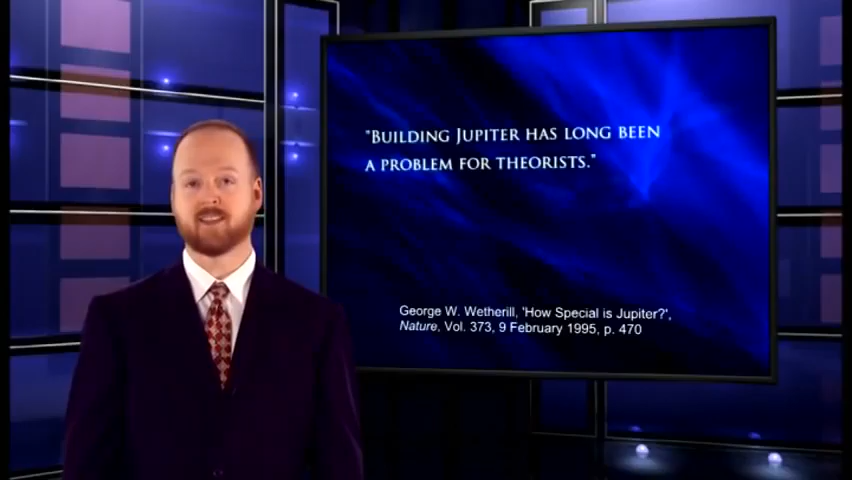 "BUILDING JUPITER HAS LONG BEEN
A PROBLEM FOR THEORISTS."
George W. Wetherill, 'How Special is Jupiter?',
Nature, Vol. 373, 9 February 1995, p. 470